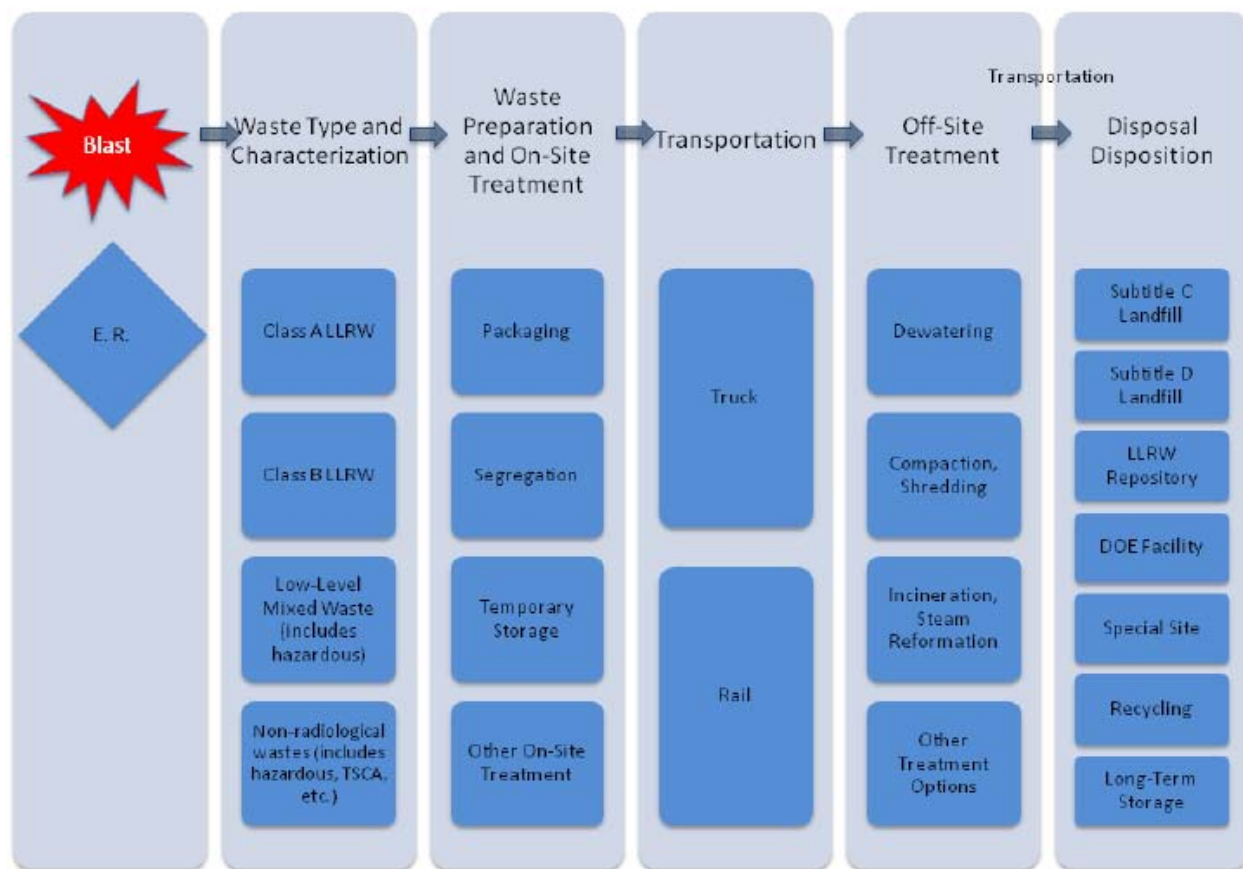 Blast
E. R.
Waste Type and
Characterization
Class A LLRW
Class B LLRW
Low-Level
Mixed Waste
(includes
hazardous)
Non-radiological
wastes (includes
hazardous, TSCA,
etc.)
Waste
Preparation
and On-Site
Treatment
Packaging
Segregation
Temporary
Storage
Other On-Site
Treatment
Transportation
Truck
Rail
Off-Site
Treatment
Dewatering
Compaction,
Shredding
Incineration,
Steam
Reformation
Other
Treatment
Options
Transportation
Disposal
Disposition
Subtitle C
Landfill
Subtitle D
Landfill
LLRW
Repository
DOE Facility
Special Site
Recycling
Long-Term
Storage